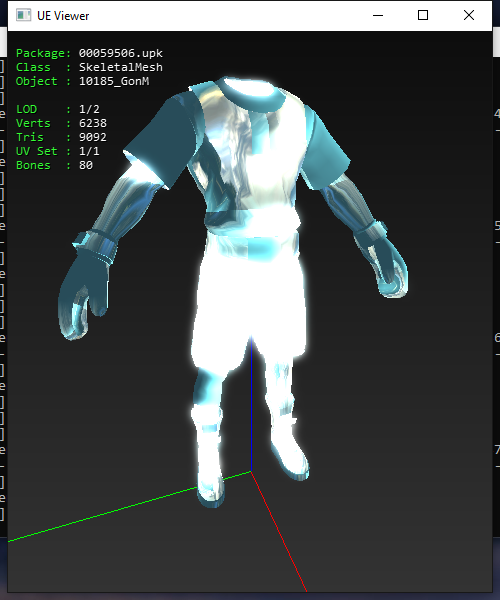 UE Viewer
Package: 00059506.upk
Class : SkeletalMesh
Object : 10185_GonM
LOD : 1/2
Verts : 6238
Tris : 9092
UV Set : 1/1
Bones : 80